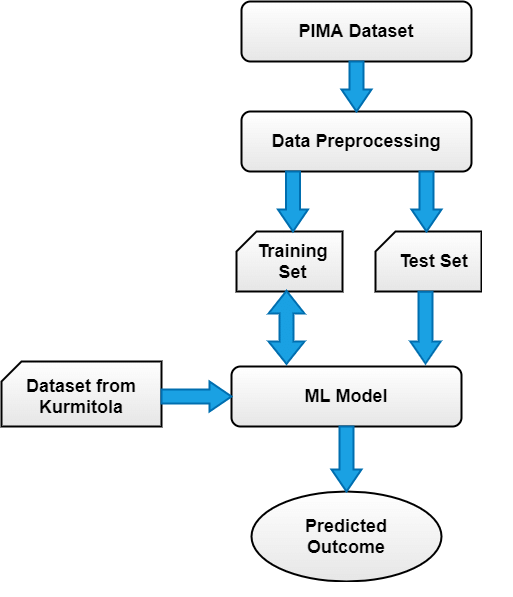 PIMA Dataset
Data Preprocessing
Training
Set
Test Set
Dataset from
Kurmitola
ML Model
Predicted
Outcome